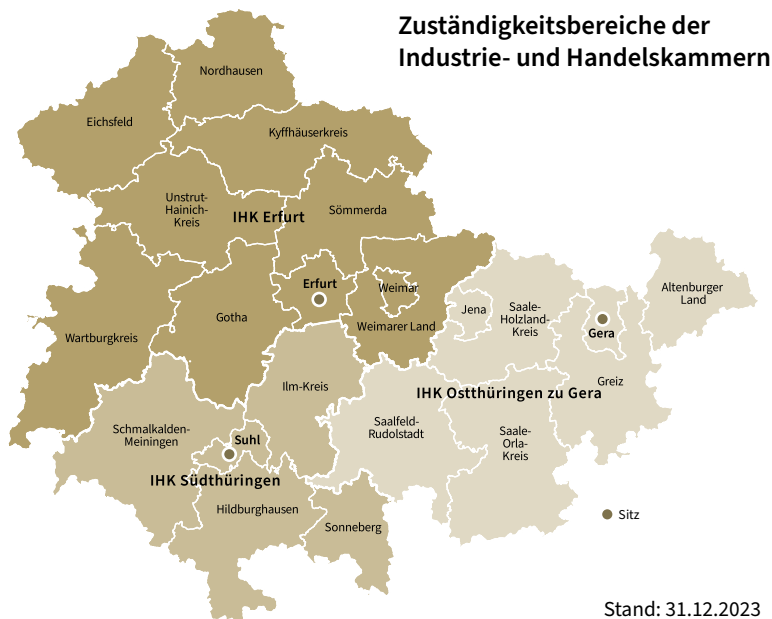 Zuständigkeitsbereiche der
Industrie- und Handelskammern
Nordhausen
Eichsfeld
Kyffhäuserkreis
Unstrut-
Hainich-
Kreis
IHK Erfurt
Sömmerda
Erfurt
Weimar
Gotha
Weimarer Land
Wartburgkreis
Jena
Saale-
Holzland-
Kreis
Gera
Altenburger
Land
Greiz
IHK Ostthüringen zu Gera
Ilm-Kreis
Saalfeld-
Rudolstadt
Saale-
Orla-
Kreis
Schmalkalden-
Meiningen
Suhl
IHK Südthüringen
Hildburghausen
Sonneberg
Sitz
Stand: 31.12.2023